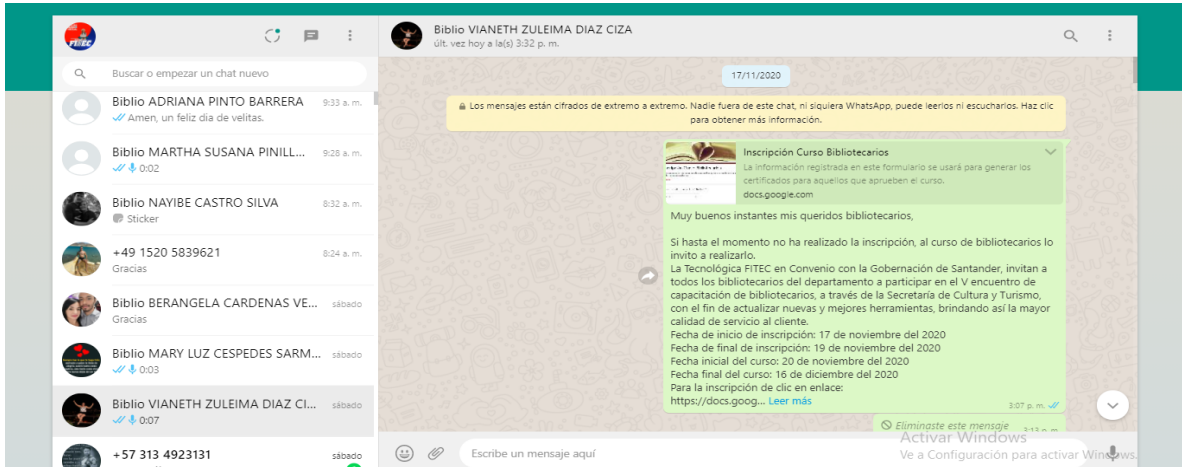 FITEC
Buscar o empezar un chat nuevo
Biblio ADRIANA PINTO BARRERA 9:33 a. m.
Amen, un feliz dia de velitas.
Biblio MARTHA SUSANA PINILL... 9:28 a. m.
0:02
Biblio NAYIBE CASTRO SILVA 8:32 a. m.
Sticker
+49 1520 5839621 8:24 a. m.
Gracias
Biblio BERANGELA CARDENAS VE... sábado
Gracias
Biblio MARY LUZ CESPEDES SARM... sábado
0:03
Biblio VIANETH ZULEIMA DIAZ CI... sábado
0:07
+57 313 4923131 sábado
Biblio VIANETH ZULEIMA DIAZ CIZA
últ. vez hoy a la(s) 3:32 p. m.
17/11/2020
Los mensajes están cifrados de extremo a extremo. Nadie fuera de este chat, ni siquiera WhatsApp, puede leerlos ni escucharlos. Haz clic
para obtener más información.
Inscripción Curso Bibliotecarios
La información registrada en este formulario se usará para generar los
certificados para aquellos que aprueben el curso.
docs.google.com
Muy buenos instantes mis queridos bibliotecarios,
Si hasta el momento no ha realizado la inscripción, al curso de bibliotecarios lo
invito a realizarlo.
La Tecnológica FITEC en Convenio con la Gobernación de Santander, invitan a
todos los bibliotecarios del departamento a participar en el V encuentro de
capacitación de bibliotecarios, a través de la Secretaría de Cultura y Turismo,
con el fin de actualizar nuevas y mejores herramientas, brindando así la mayor
calidad de servicio al cliente.
Fecha de inicio de inscripción: 17 de noviembre del 2020
Fecha de final de inscripción: 19 de noviembre del 2020
Fecha inicial del curso: 20 de noviembre del 2020
Fecha final del curso: 16 de diciembre del 2020
Para la inscripción de clic en enlace:
https://docs.goog... Leer más
3:07 p. m.
Eliminaste este mensaje 3:13 p. m.
Activar Windows
Ve a Configuración para activar Windows.
Escribe un mensaje aquí